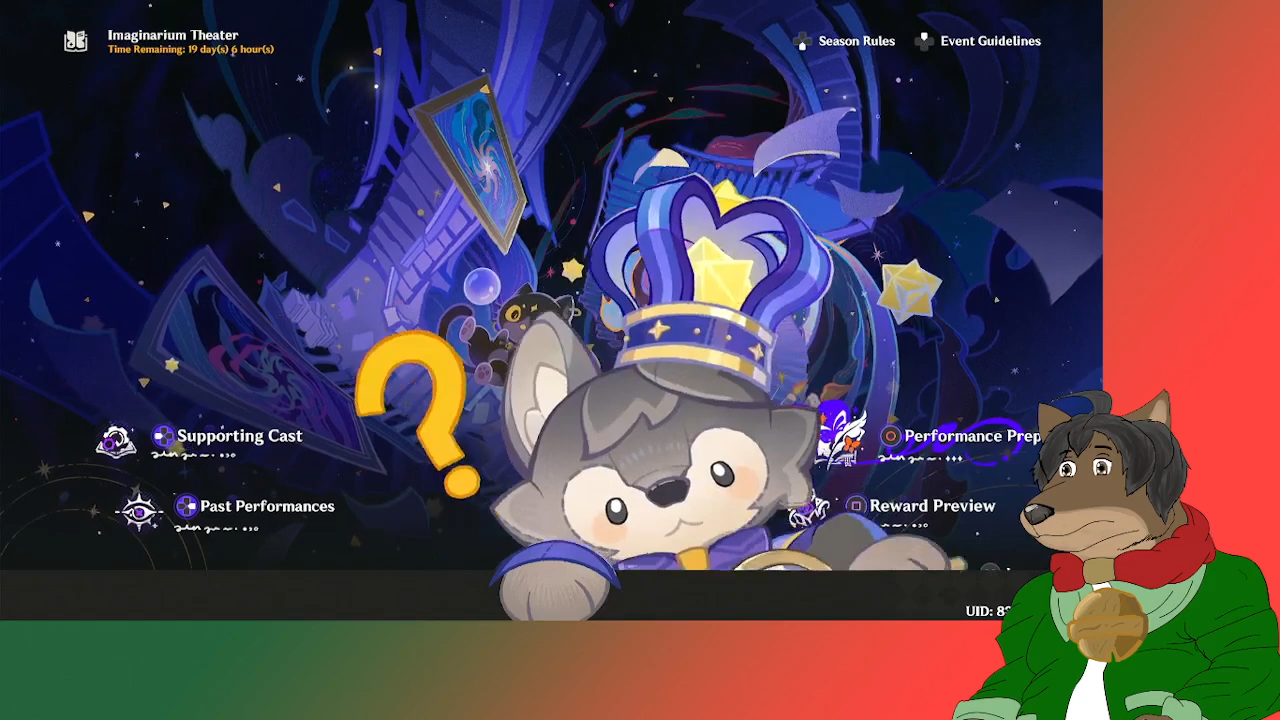 Imaginarium Theater
Time Remaining: 19 day(s) 6 hour(s)
Season Rules
Event Guidelines
?
Supporting Cast
Performance Prep
Past Performances
Reward Preview
UID: 8